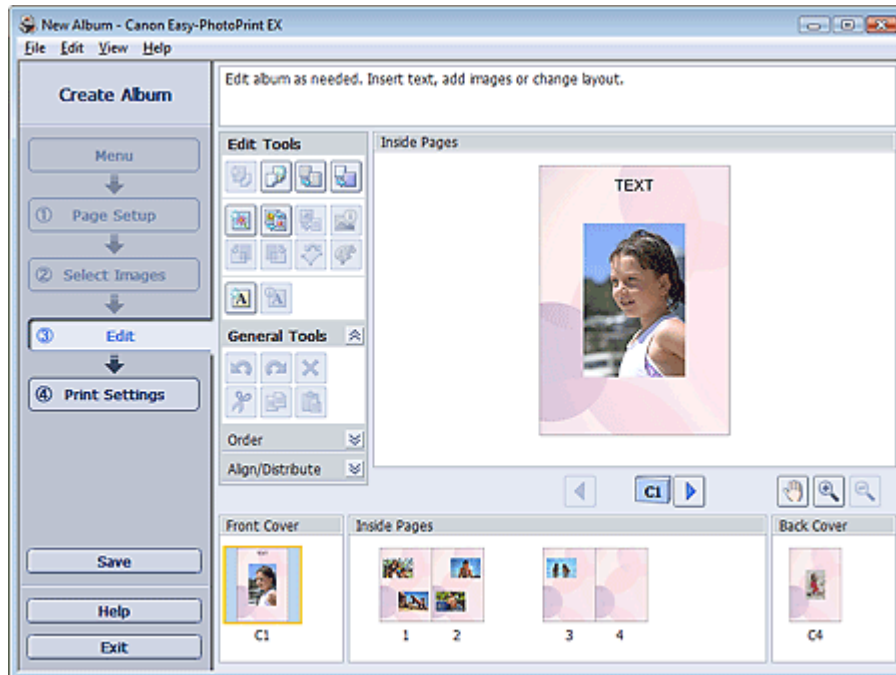 New Album - Canon Easy-PhotoPrint EX
File Edit View Help
Create Album
Edit album as needed. Insert text, add images or change layout.
Menu
① Page Setup
② Select Images
③ Edit
④ Print Settings
Save
Help
Exit
Edit Tools
A A
General Tools
Order
Align/Distribute
Inside Pages
TEXT
C1
Front Cover
TEXT
C1
Inside Pages
1 2 3 4
Back Cover
C4